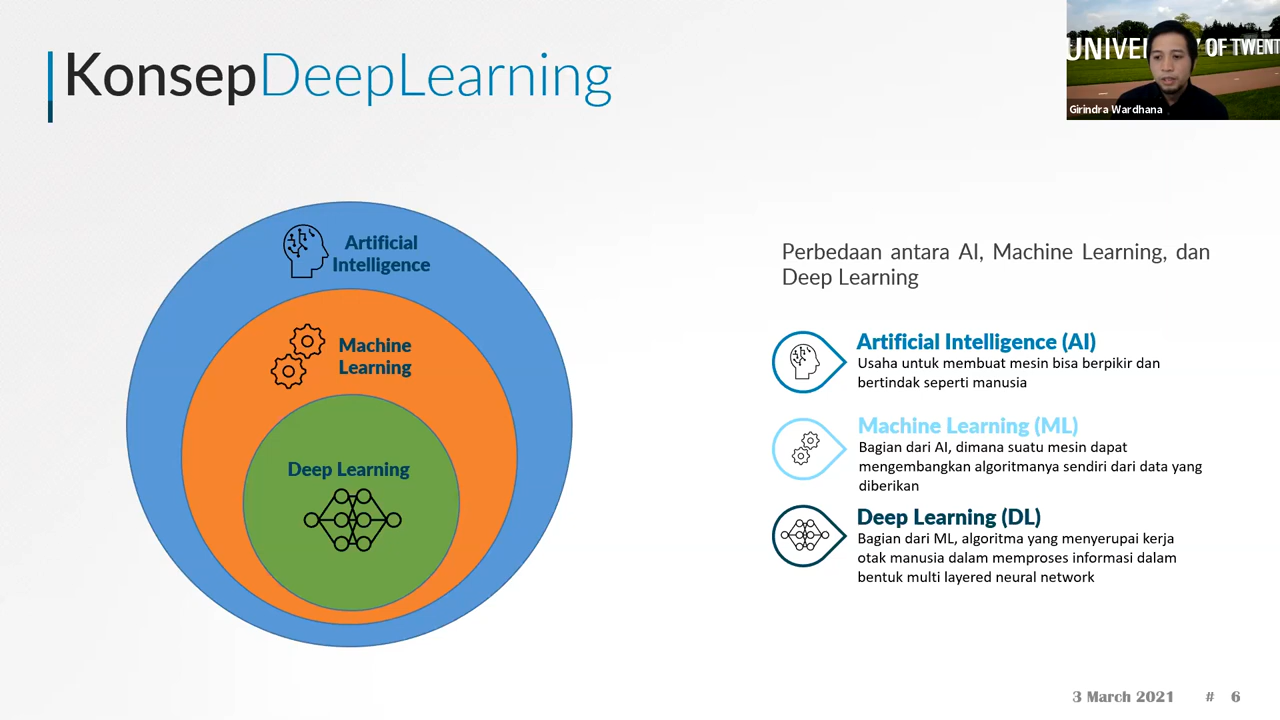 KonsepDeepLearning
UNIVE
Y OF TWENT
Girindra Wardhana
Artificial
Intelligence
Machine
Learning
Deep Learning
Perbedaan antara AI, Machine Learning, dan
Deep Learning
Artificial Intelligence (AI)
Usaha untuk membuat mesin bisa berpikir dan
bertindak seperti manusia
Machine Learning (ML)
Bagian dari AI, dimana suatu mesin dapat
mengembangkan algoritmanya sendiri dari data yang
diberikan
Deep Learning (DL)
Bagian dari ML, algoritma yang menyerupai kerja
otak manusia dalam memproses informasi dalam
bentuk multi layered neural network
3 March 2021 # 6